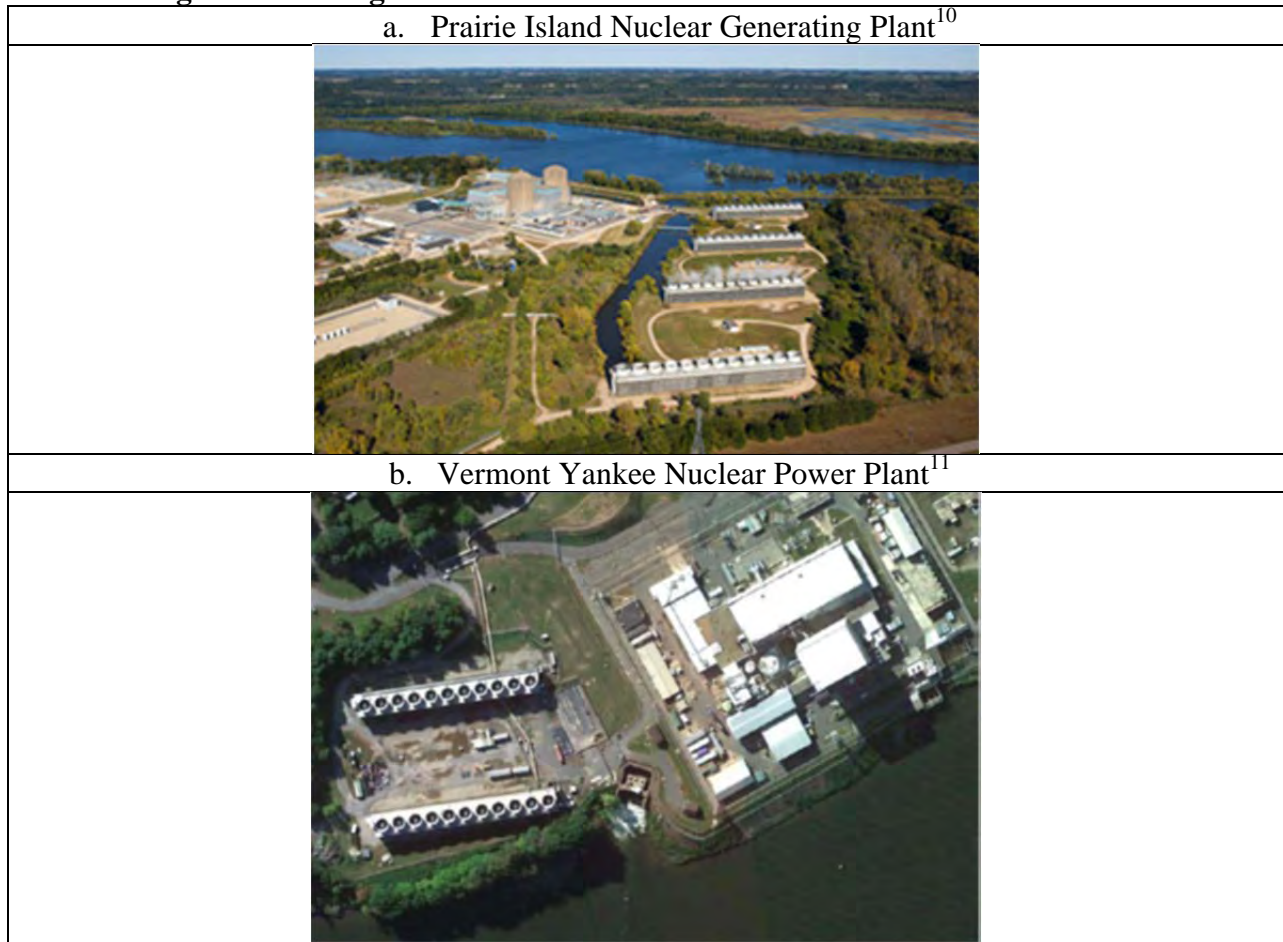 a. Prairie Island Nuclear Generating Plant10
b. Vermont Yankee Nuclear Power Plant11